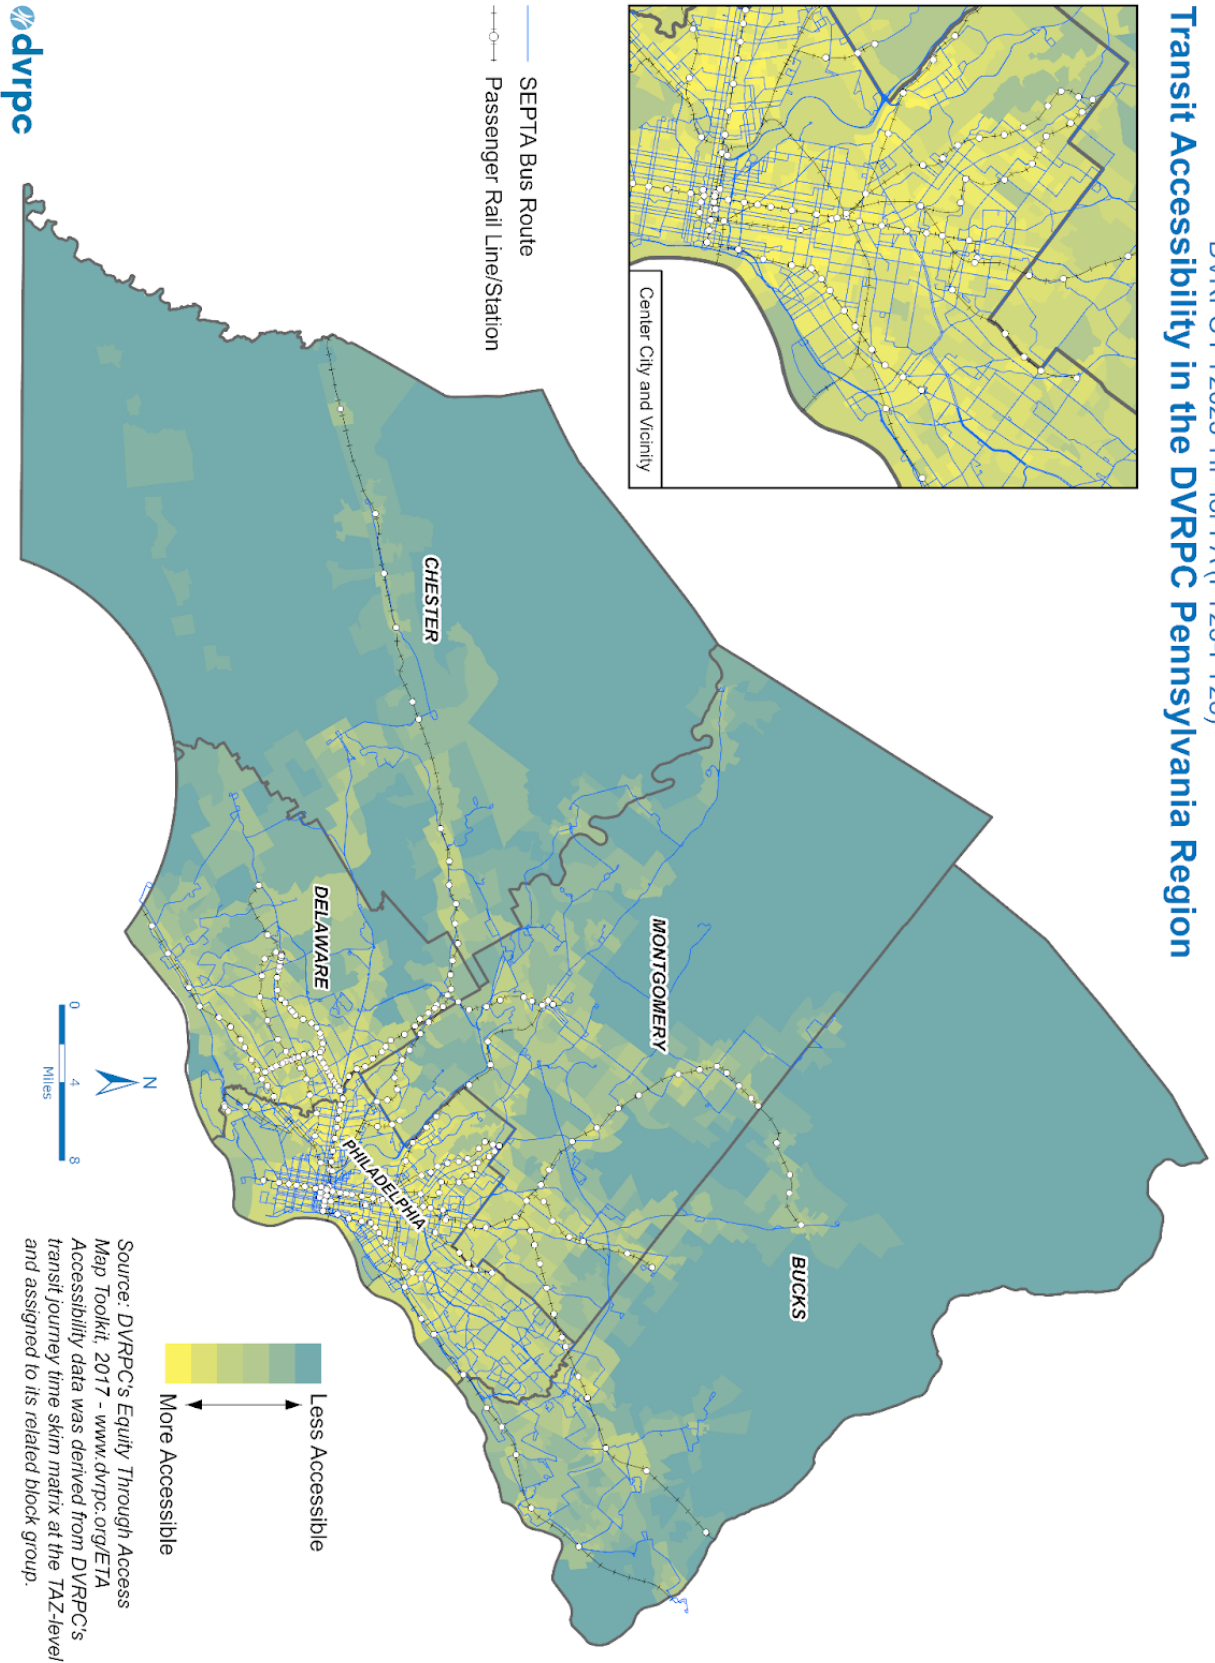 Transit Accessibility in the DVRPC Pennsylvania Region
Center City and Vicinity
SEPTA Bus Route
Passenger Rail Line/Station
CHESTER
DELAWARE
MONTGOMERY
PHILADELPHIA
BUCKS
N
0 4 8
Miles
Less Accessible
More Accessible
Source: DVRPC's Equity Through Access
Map Toolkit, 2017 - www.dvrpc.org/ETA
Accessibility data was derived from DVRPC's
transit journey time skim matrix at the TAZ-level
and assigned to its related block group.
dvrpc